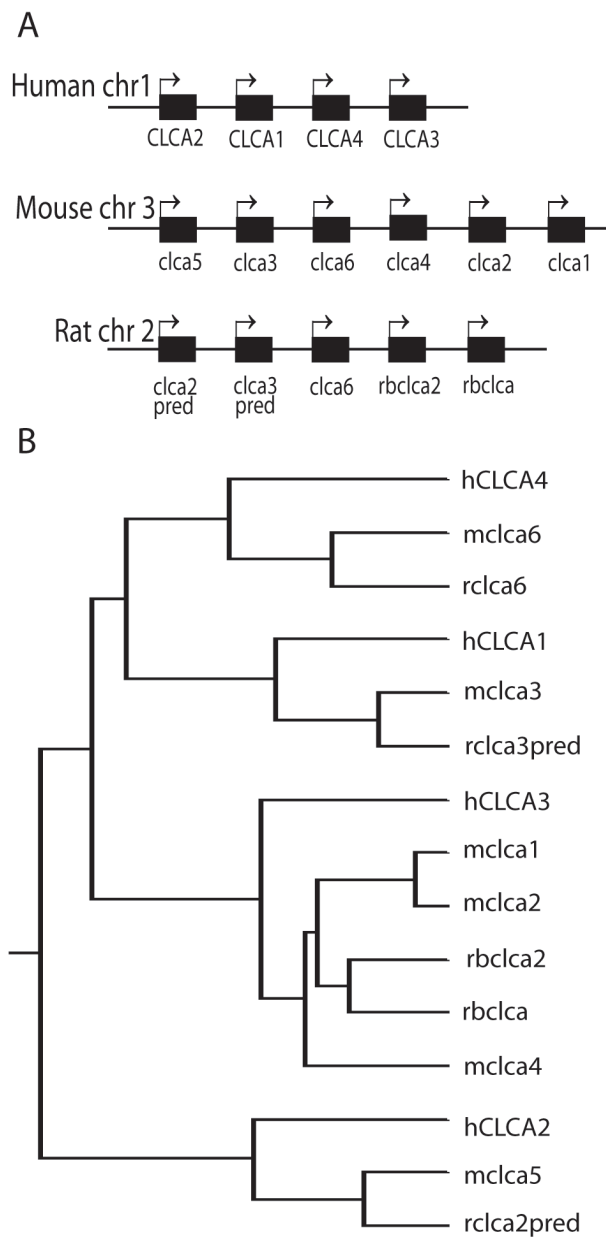 A
Human chr1
CLCA2 CLCA1 CLCA4 CLCA3
Mouse chr 3
clca5 clca3 clca6 clca4 clca2 clca1
Rat chr 2
clca2 pred clca3 pred clca6 rbclca2 rbclca
B
hCLCA4
mclca6
rclca6
hCLCA1
mclca3
rclca3pred
hCLCA3
mclca1
mclca2
rbclca2
rbclca
mclca4
hCLCA2
mclca5
rclca2pred